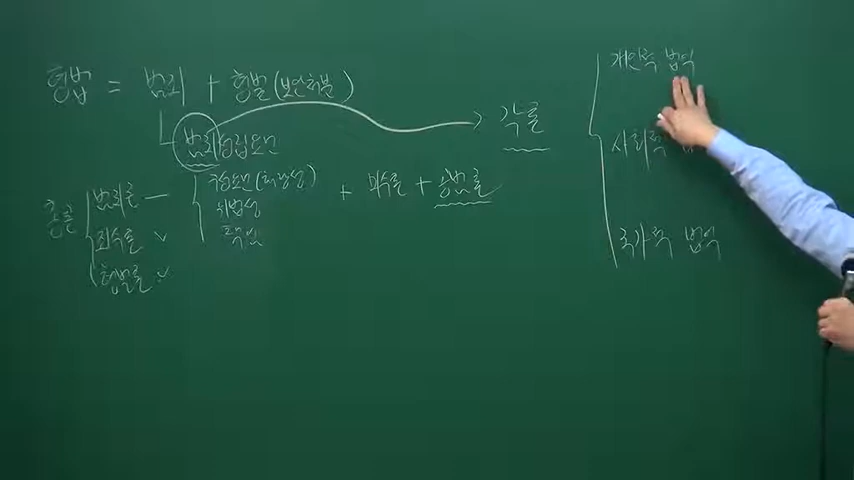 형법 = 범죄 + 형벌(보안처분)
범죄성립요건
각론
총론
범죄론 — 구성요건(해당성)
위법성
책임
+ 죄수론 + 형벌론
죄수론
형벌론
개인적 법익
사회적
국가적 법익